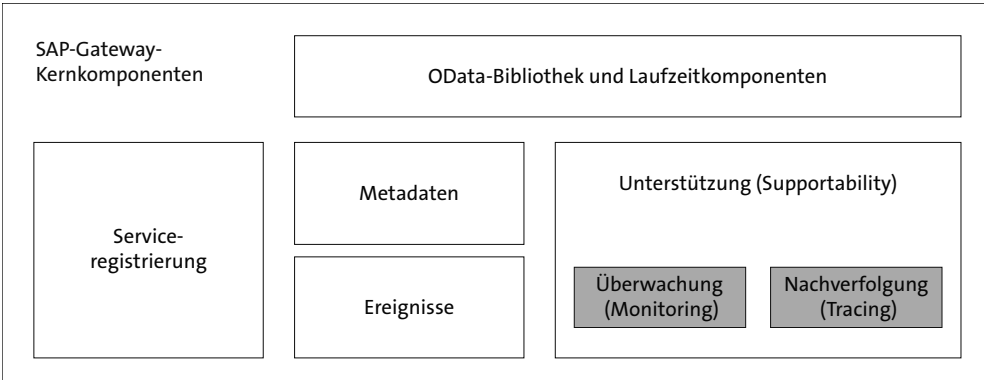 SAP-Gateway-
Kernkomponenten
OData-Bibliothek und Laufzeitkomponenten
Service-
registrierung
Metadaten
Ereignisse
Unterstützung (Supportability)
Überwachung
(Monitoring)
Nachverfolgung
(Tracing)